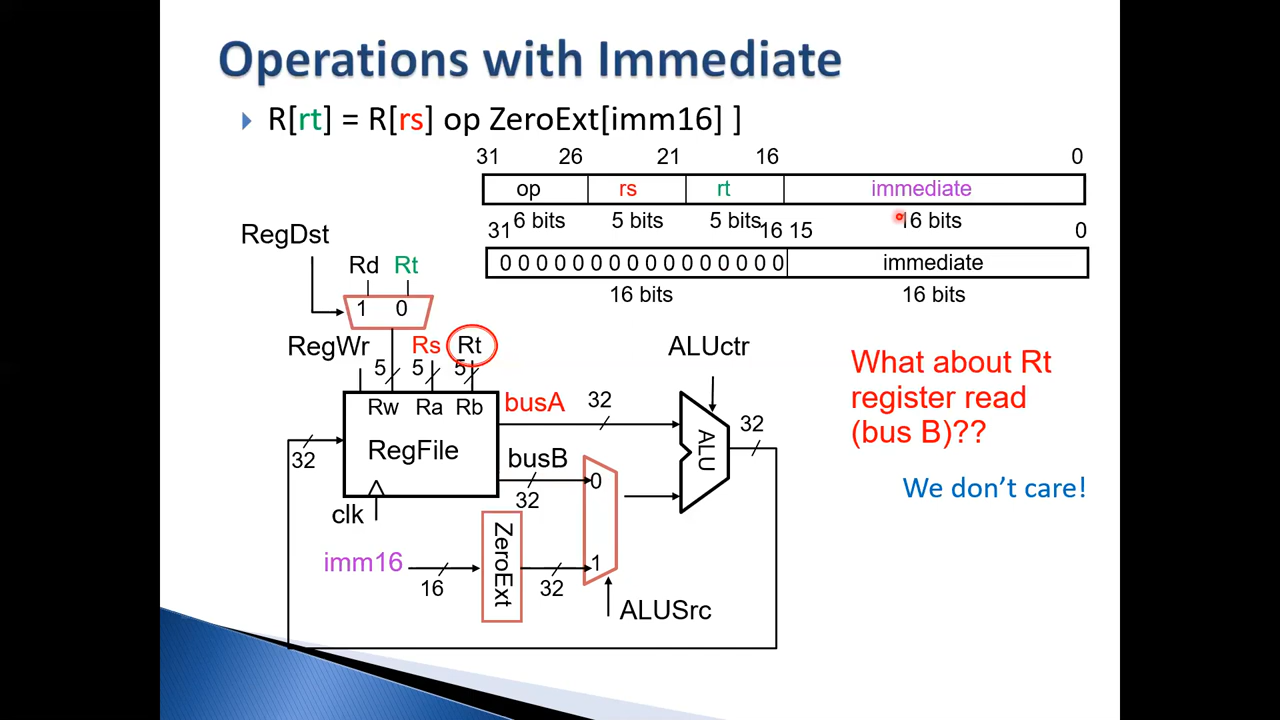 Operations with Immediate
R[rt] = R[rs] op ZeroExt[imm16] ]
31 26 21 16 0
op rs rt immediate
6 bits 5 bits 5 bits 16 bits
31 16 15 0
0 0 0 0 0 0 0 0 0 0 0 0 0 0 0 0 immediate
16 bits 16 bits
RegDst
Rd Rt
1 0
RegWr Rs Rt
5 5 5
Rw Ra Rb
RegFile
clk
32
busA 32
busB
32
imm16
16
ZeroExt
32
0
1
ALUSrc
ALUctr
ALU
32
What about Rt
register read
(bus B)??
We don't care!